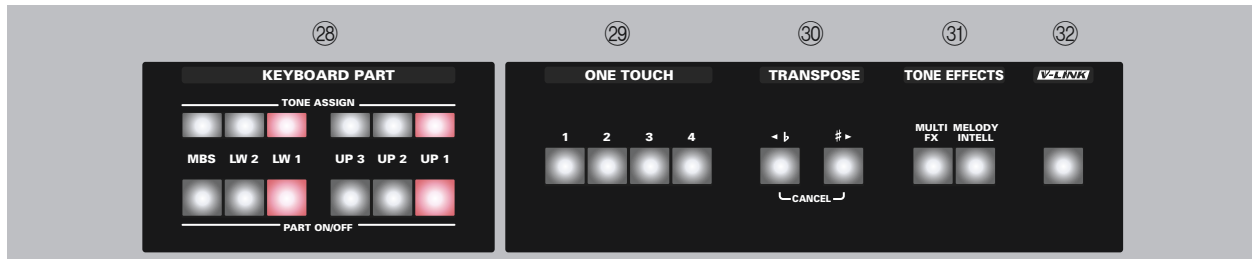 ㉘ ㉙ ㉚ ㉛ ㉜
KEYBOARD PART ONE TOUCH TRANSPOSE TONE EFFECTS V-LINK
TONE ASSIGN
MULTI FX MELODY INTELL
1 2 3 4 ◄ ♭ ♯ ►
MBS LW 2 LW 1 UP 3 UP 2 UP 1
CANCEL
PART ON/OFF